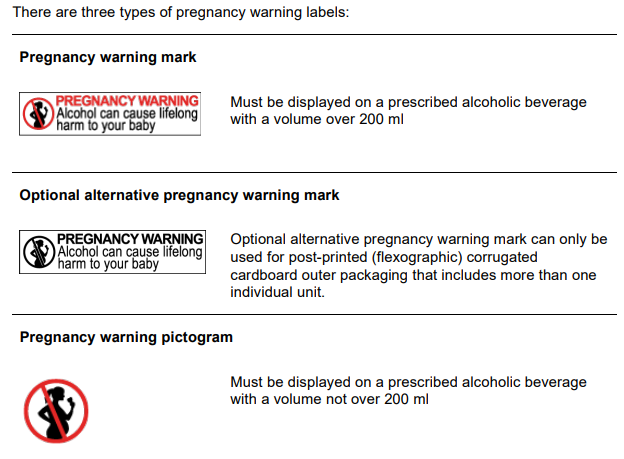 There are three types of pregnancy warning labels:
Pregnancy warning mark
PREGNANCY WARNING
Alcohol can cause lifelong
harm to your baby
Must be displayed on a prescribed alcoholic beverage
with a volume over 200 ml
Optional alternative pregnancy warning mark
PREGNANCY WARNING
Alcohol can cause lifelong
harm to your baby
Optional alternative pregnancy warning mark can only be
used for post-printed (flexographic) corrugated
cardboard outer packaging that includes more than one
individual unit.
Pregnancy warning pictogram
Must be displayed on a prescribed alcoholic beverage
with a volume not over 200 ml